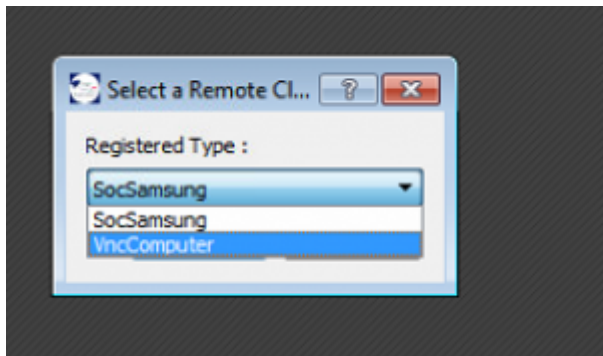 Select a Remote Cl...
Registered Type :
SocSamsung
SocSamsung
VncComputer